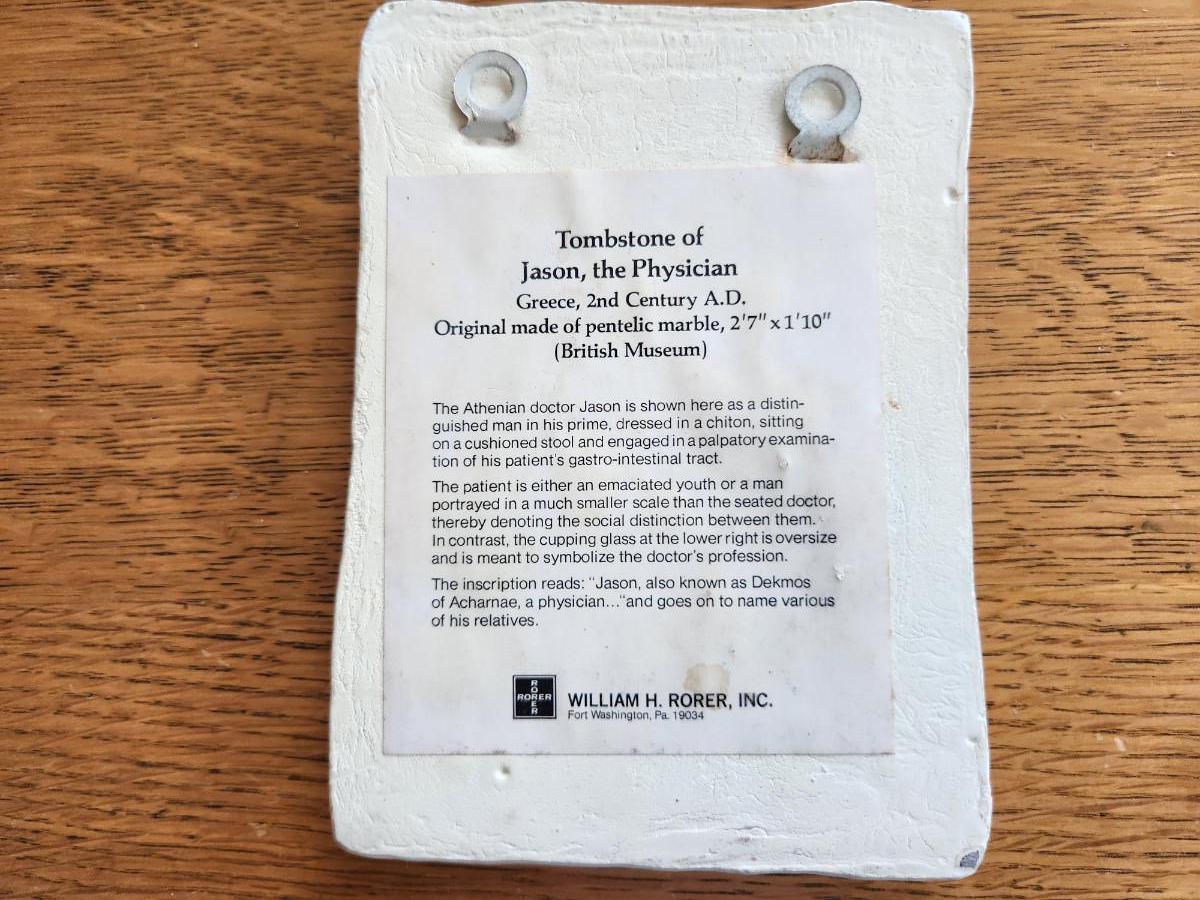 Tombstone of
Jason, the Physician
Greece, 2nd Century A.D.
Original made of pentelic marble, 2'7" x 1'10"
(British Museum)
The Athenian doctor Jason is shown here as a distin-
guished man in his prime, dressed in a chiton, sitting
on a cushioned stool and engaged in a palpatory examina-
tion of his patient's gastro-intestinal tract.
The patient is either an emaciated youth or a man
portrayed in a much smaller scale than the seated doctor,
thereby denoting the social distinction between them.
In contrast, the cupping glass at the lower right is oversize
and is meant to symbolize the doctor's profession.
The inscription reads: "Jason, also known as Dekmos
of Acharnae, a physician..."and goes on to name various
of his relatives.
RORER
RORER
WILLIAM H. RORER, INC.
Fort Washington, Pa. 19034